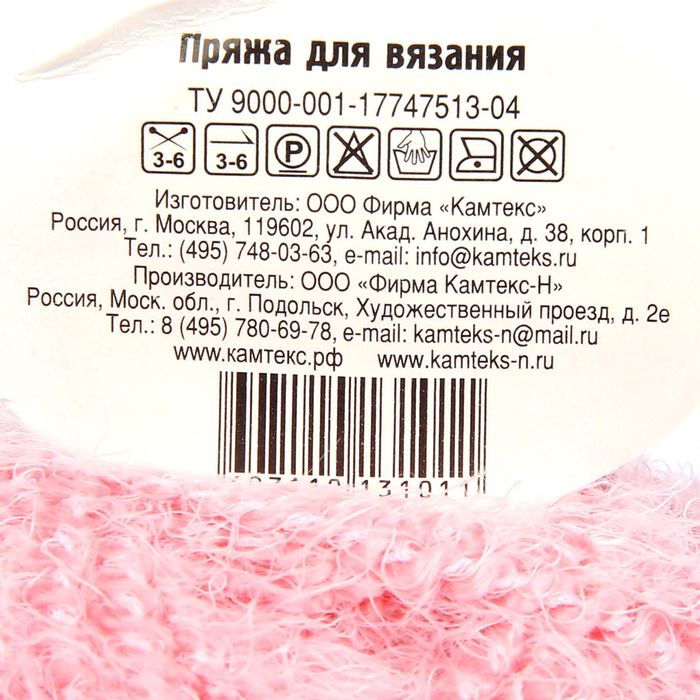 Пряжа для вязания
ТУ 9000-001-17747513-04
3-6 3-6 P
Изготовитель: ООО Фирма «Камтекс»
Россия, г. Москва, 119602, ул. Акад. Анохина, д. 38, корп. 1
Тел.: (495) 748-03-63, e-mail: info@kamteks.ru
Производитель: ООО «Фирма Камтекс-Н»
Россия, Моск. обл., г. Подольск, Художественный проезд, д. 2е
Тел.: 8 (495) 780-69-78, e-mail: kamteks-n@mail.ru
www.камтекс.рф www.kamteks-n.ru